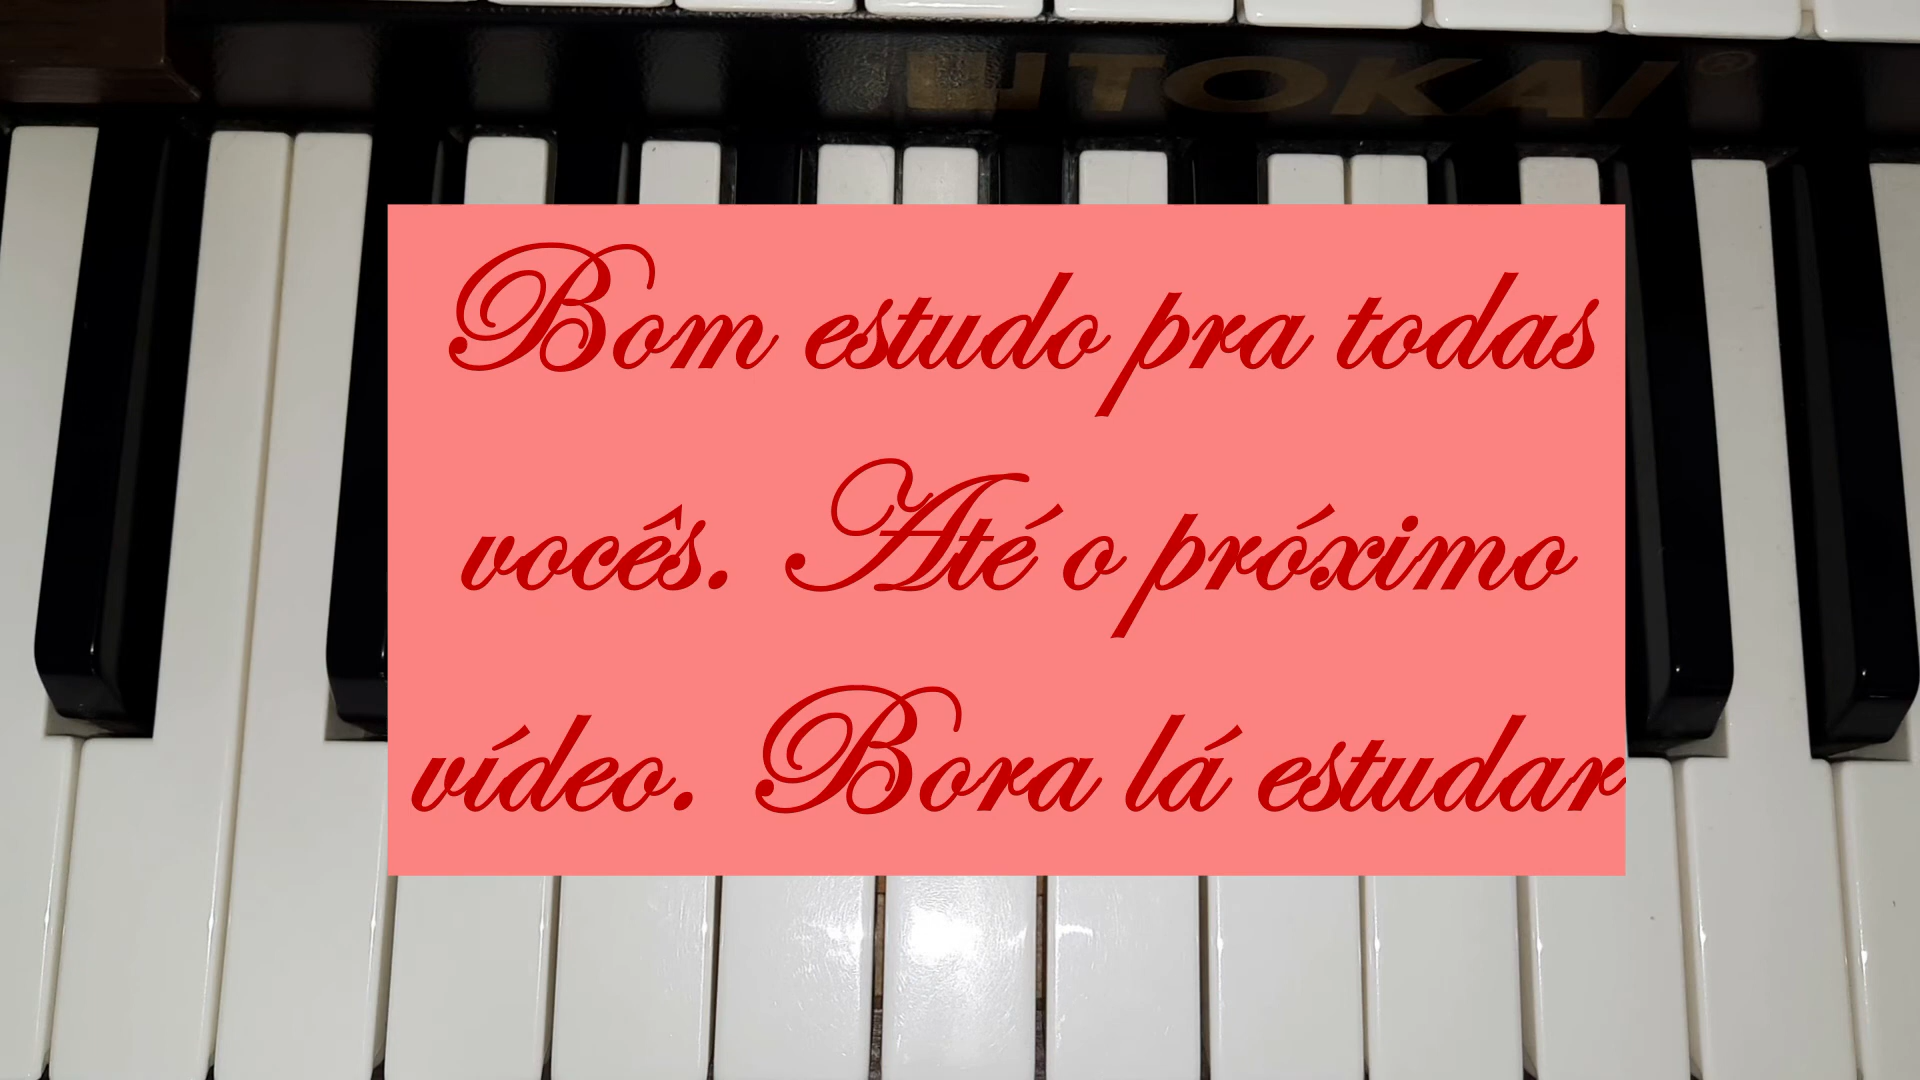 TOKAI®
Bom estudo pra todas
vocês. Até o próximo
vídeo. Bora lá estudar